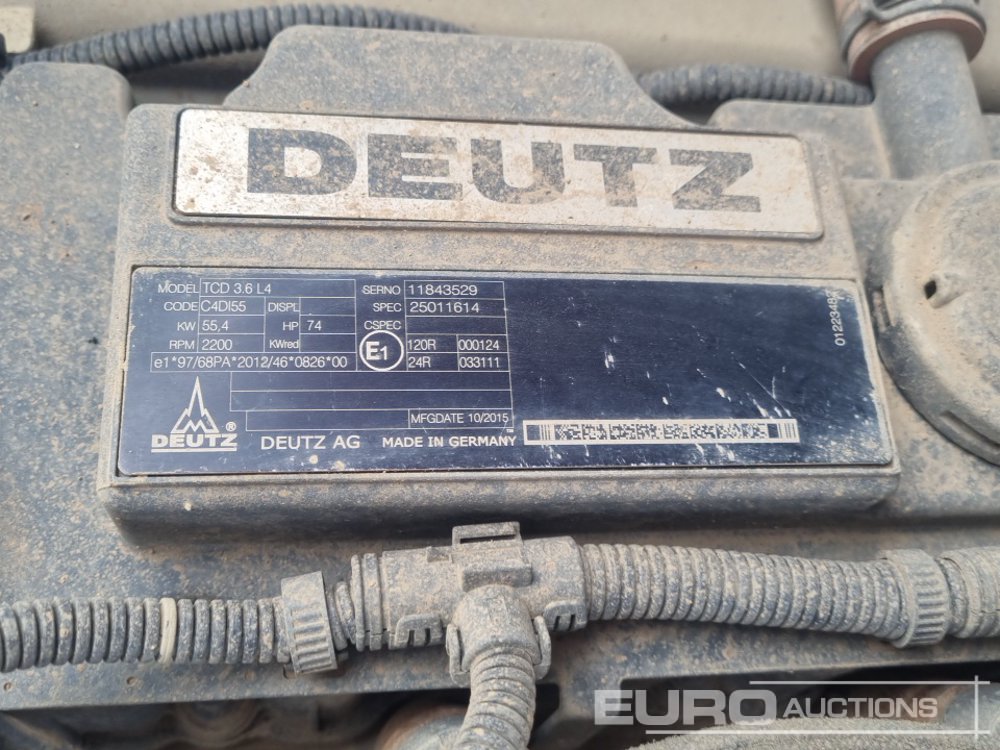 DEUTZ
MODEL TCD 3.6 L4 SERNO 11843529
CODE C4DI55 DISPL SPEC 25011614
KW 55,4 HP 74 CSPEC
RPM 2200 KWred E1 120R 000124
e1*97/68PA*2012/46*0826*00 24R 033111
MFGDATE 10/2015
DEUTZ ®
DEUTZ AG MADE IN GERMANY
EURO AUCTIONS